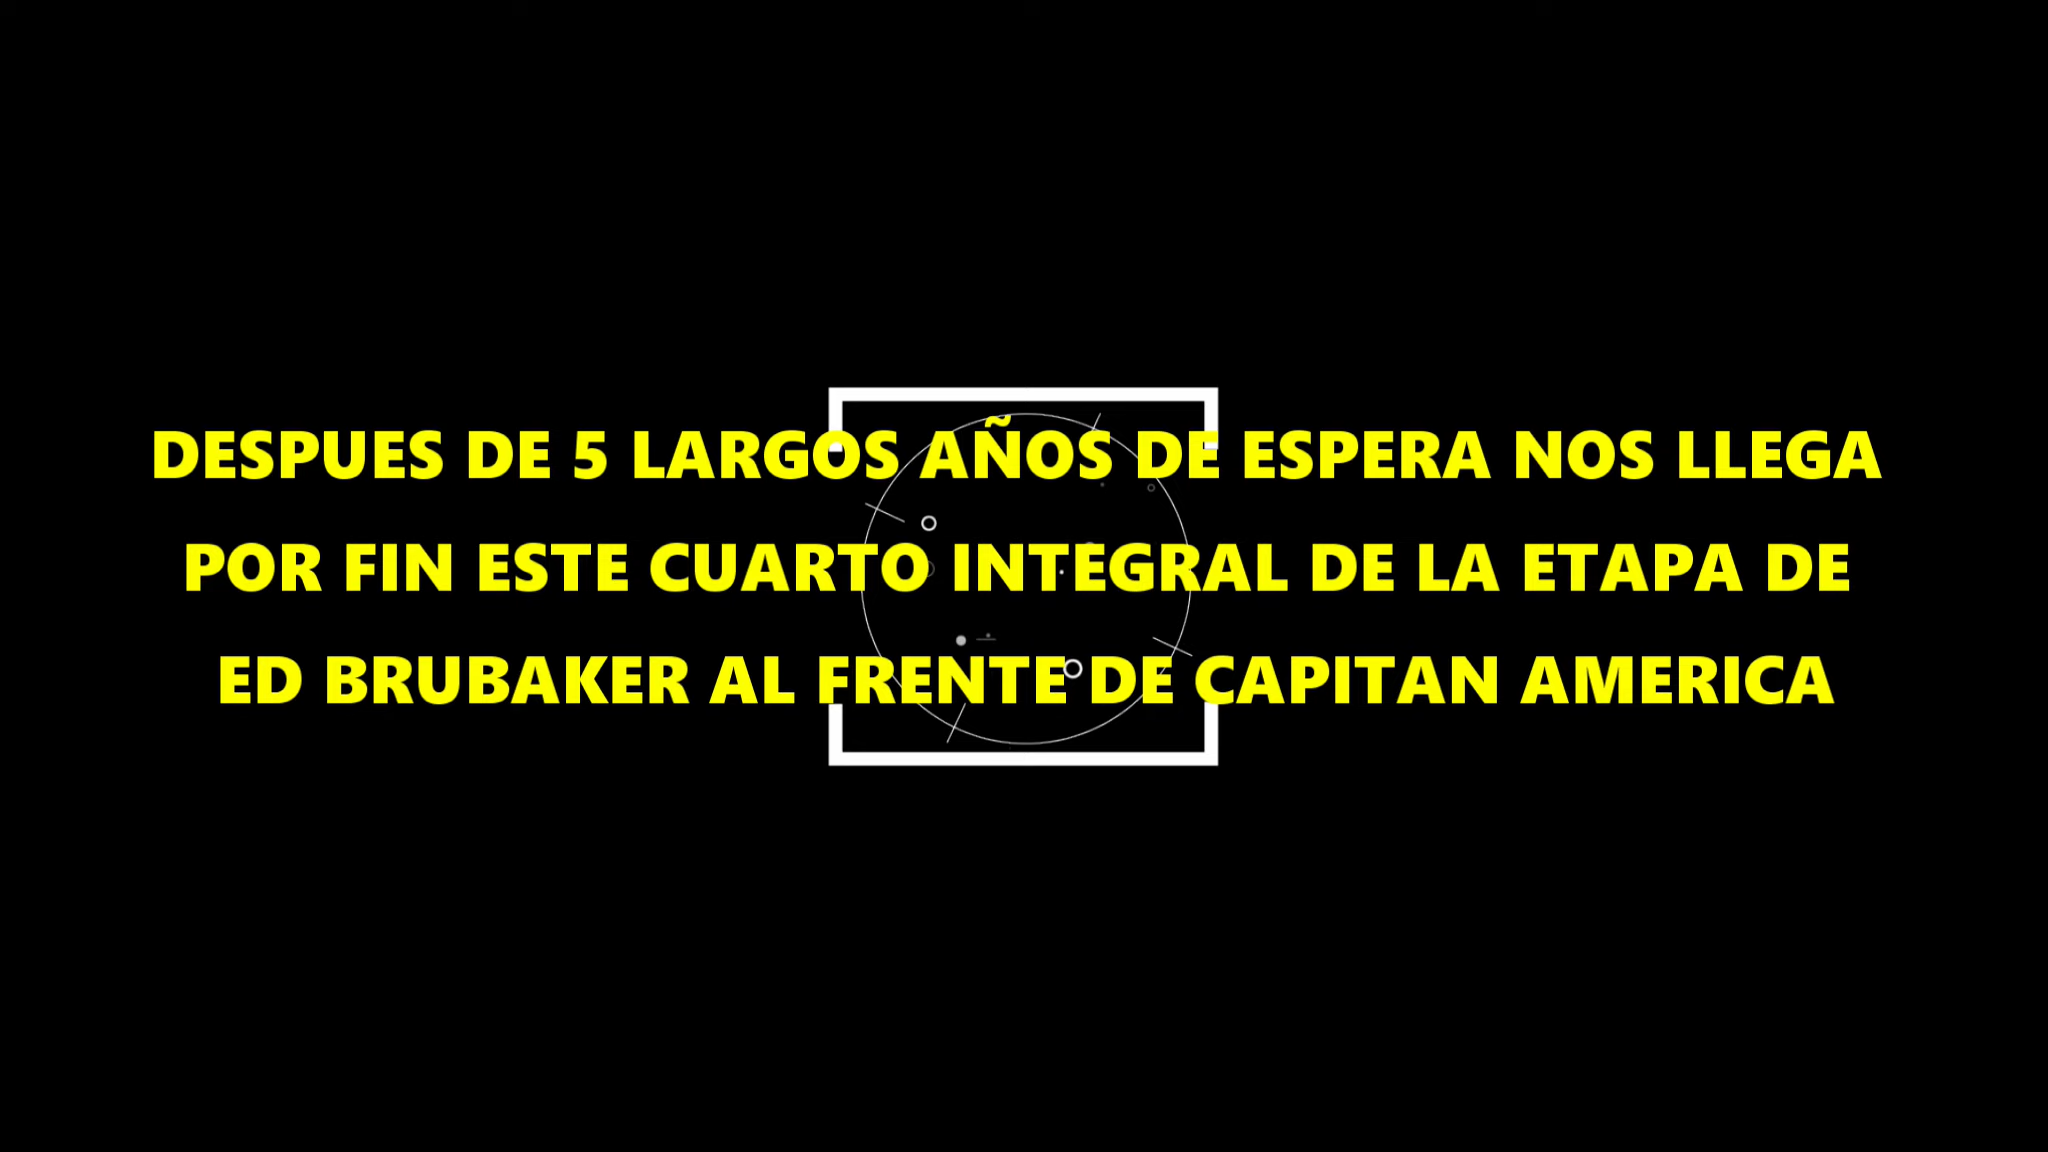 DESPUES DE 5 LARGOS AÑOS DE ESPERA NOS LLEGA
POR FIN ESTE CUARTO INTEGRAL DE LA ETAPA DE
ED BRUBAKER AL FRENTE DE CAPITAN AMERICA